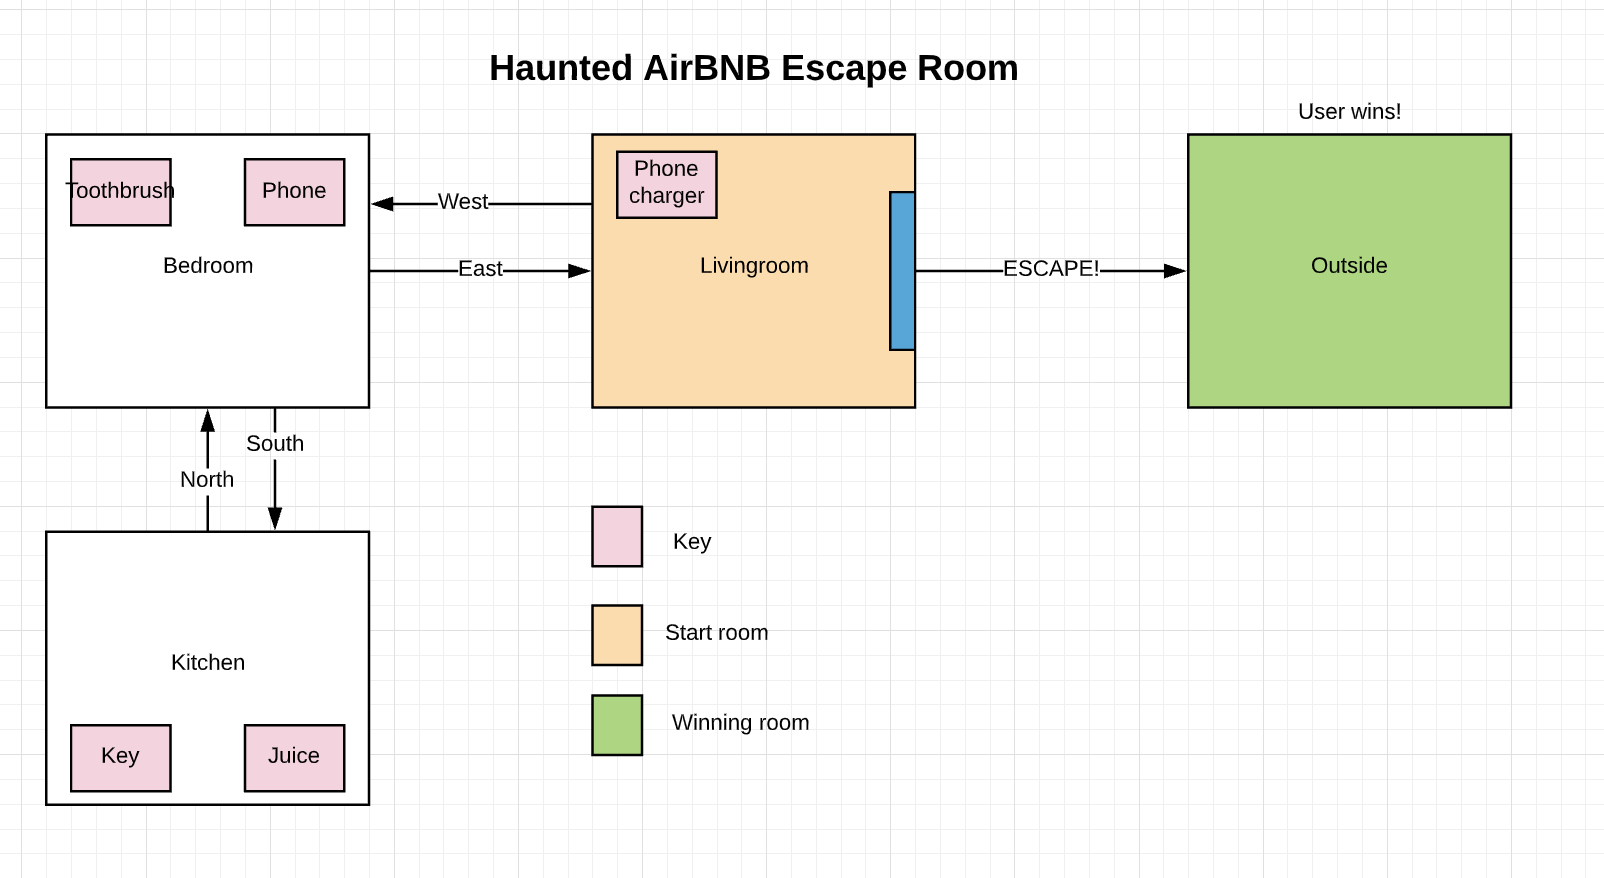 Haunted AirBNB Escape Room
User wins!
Toothbrush
Phone
Bedroom
West
East
Phone
charger
Livingroom
ESCAPE!
Outside
South
North
Kitchen
Key
Juice
Key
Start room
Winning room